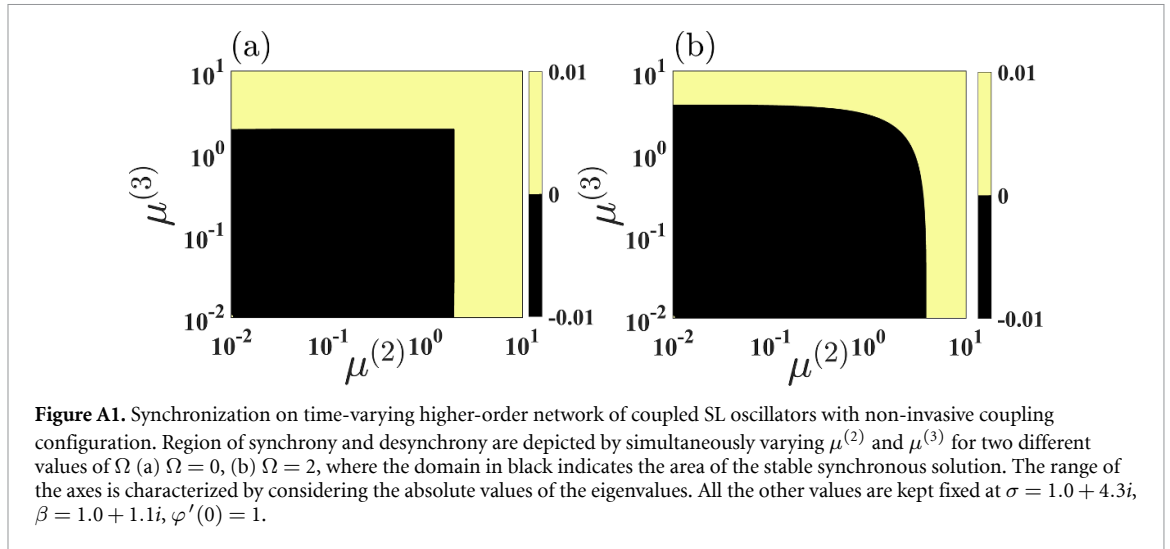 (a)
(b)
10^1
10^0
10^-1
10^-2
μ^(3)
10^-2
10^-1
10^0
10^1
μ^(2)
0.01
0
-0.01
10^1
10^0
10^-1
10^-2
μ^(3)
10^-2
10^-1
10^0
10^1
μ^(2)
0.01
0
-0.01
Figure A1. Synchronization on time-varying higher-order network of coupled SL oscillators with non-invasive coupling
configuration. Region of synchrony and desynchrony are depicted by simultaneously varying μ^(2) and μ^(3) for two different
values of Ω (a) Ω = 0, (b) Ω = 2, where the domain in black indicates the area of the stable synchronous solution. The range of
the axes is characterized by considering the absolute values of the eigenvalues. All the other values are kept fixed at σ = 1.0 + 4.3i,
β = 1.0 + 1.1i, φ′(0) = 1.